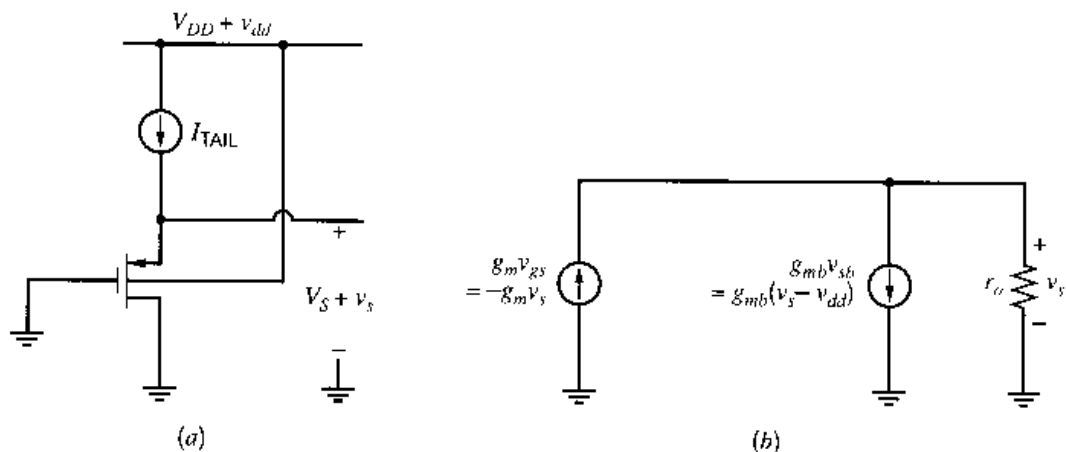 V_DD + v_dd
I_TAIL
+
V_S + v_s
−
(a)
g_m v_gs
= −g_m v_s
g_mb v_sb
= g_mb(v_s − v_dd)
r_o
+
v_s
−
(b)